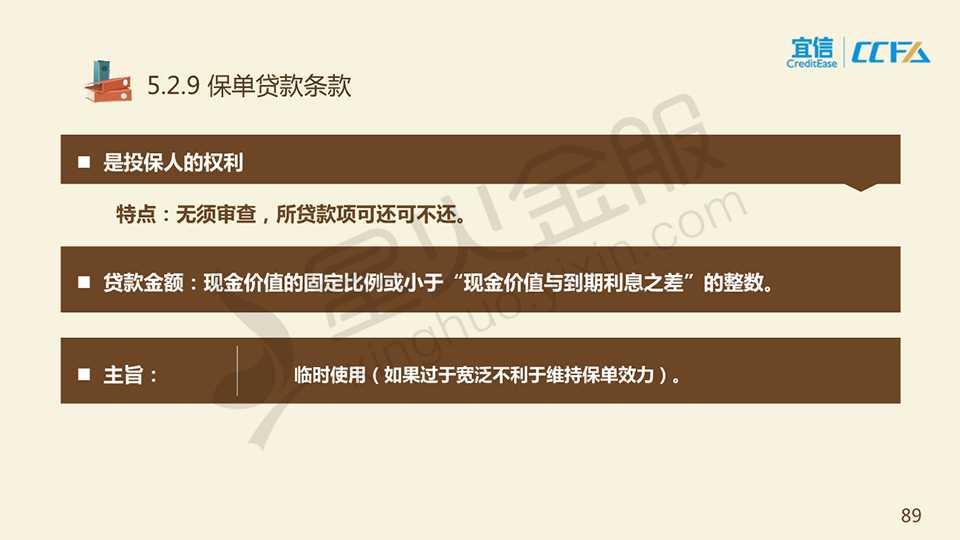 宜信
CreditEase
CCFA
5.2.9 保单贷款条款
是投保人的权利
特点：无须审查，所贷款项可还可不还。
贷款金额：现金价值的固定比例或小于“现金价值与到期利息之差”的整数。
主旨：
临时使用（如果过于宽泛不利于维持保单效力）。
星火金服
xinghuo.yixin.com
89